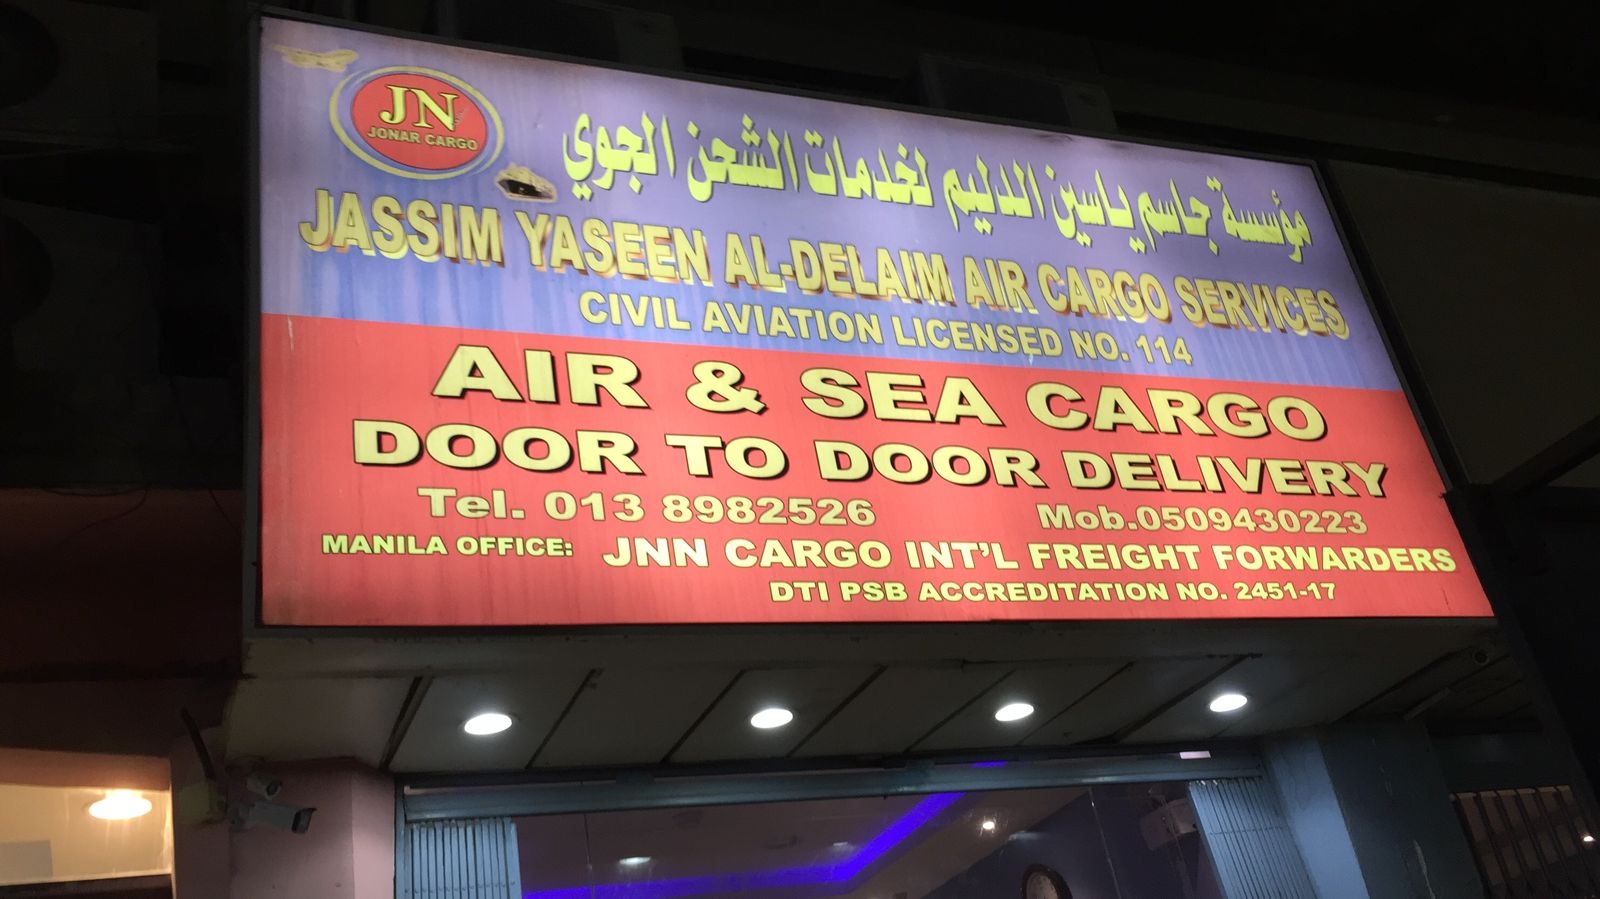 JN
JONAR CARGO
مؤسسة جاسم ياسين الدليم لخدمات الشحن الجوي
JASSIM YASEEN AL-DELAIM AIR CARGO SERVICES
CIVIL AVIATION LICENSED NO. 114
AIR & SEA CARGO
DOOR TO DOOR DELIVERY
Tel. 013 8982526 Mob.0509430223
MANILA OFFICE: JNN CARGO INT'L FREIGHT FORWARDERS
DTI PSB ACCREDITATION NO. 2451-17